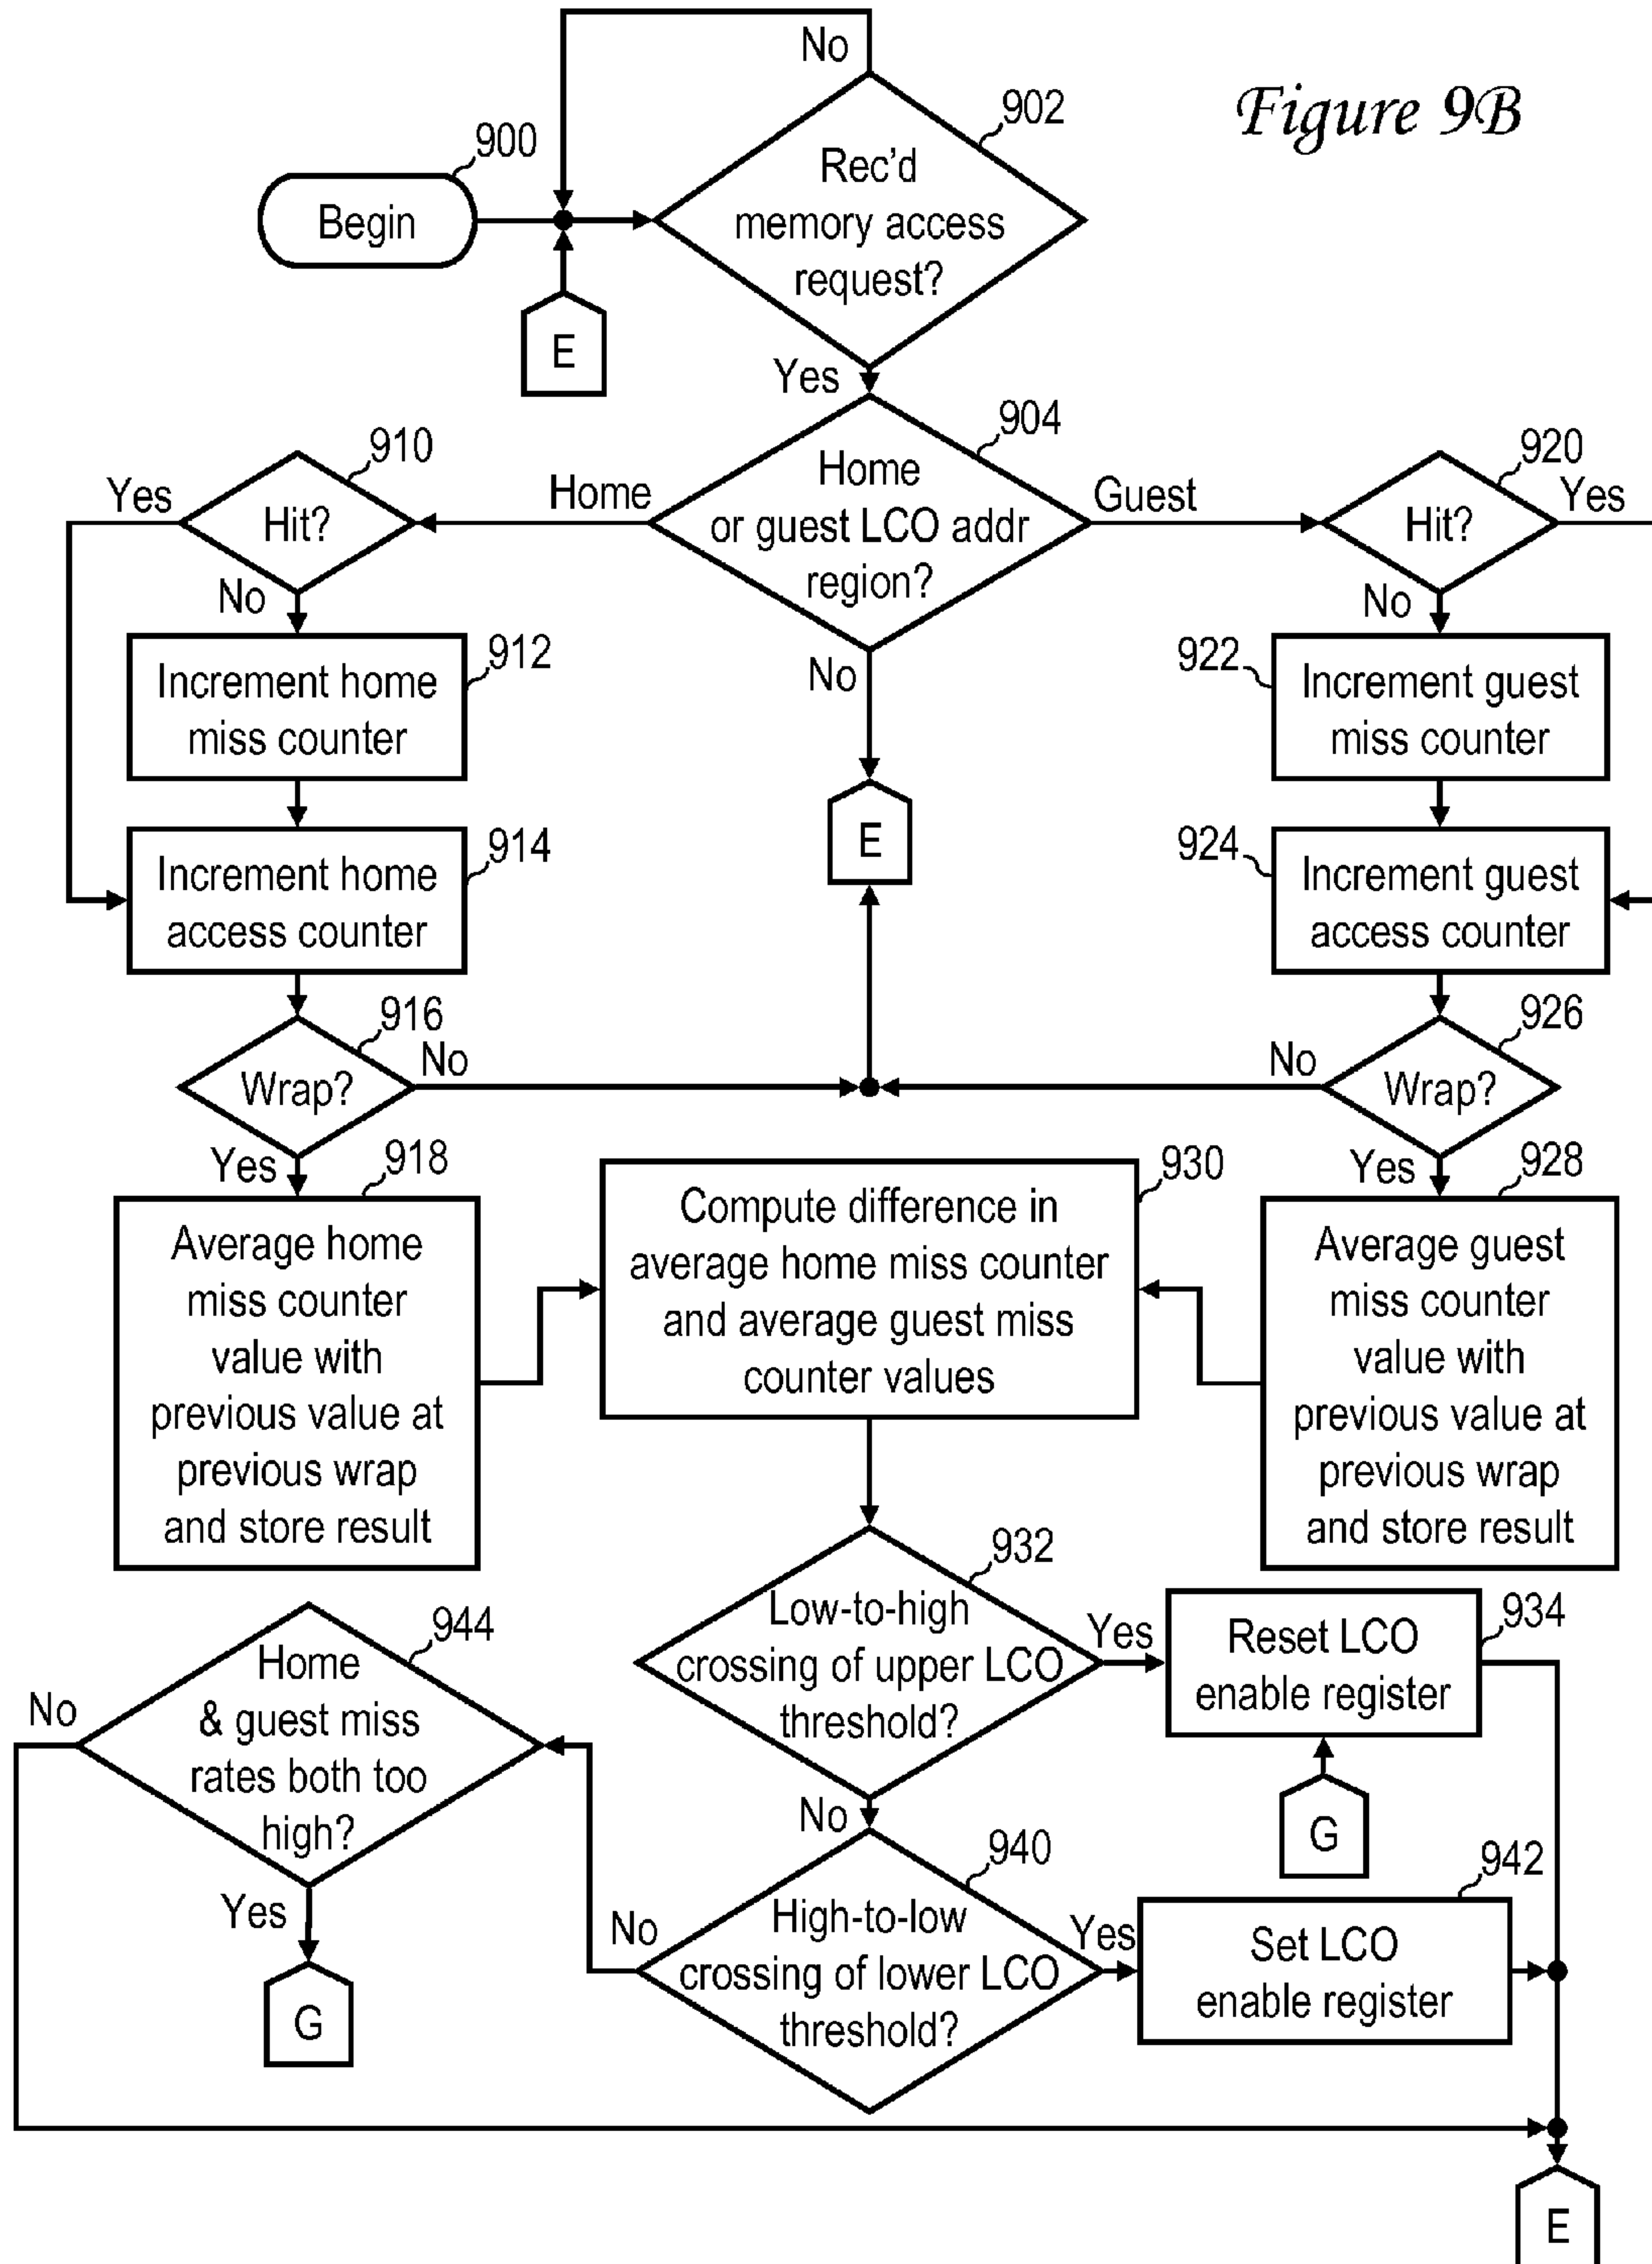 Figure 9B
No
902
Rec'd
memory access
request?
900
Begin
E
Yes
904
Home
or guest LCO addr
region?
Home
Guest
No
910
Yes
Hit?
No
920
Hit?
Yes
No
Increment home
miss counter
912
922
Increment guest
miss counter
E
Increment home
access counter
914
924
Increment guest
access counter
916
Wrap?
No
Yes
926
No
Wrap?
Yes
918
Average home
miss counter
value with
previous value at
previous wrap
and store result
930
Compute difference in
average home miss counter
and average guest miss
counter values
928
Average guest
miss counter
value with
previous value at
previous wrap
and store result
932
Low-to-high
crossing of upper LCO
threshold?
Yes
No
934
Reset LCO
enable register
G
944
Home
& guest miss
rates both too
high?
No
Yes
G
940
High-to-low
crossing of lower LCO
threshold?
No
Yes
942
Set LCO
enable register
E